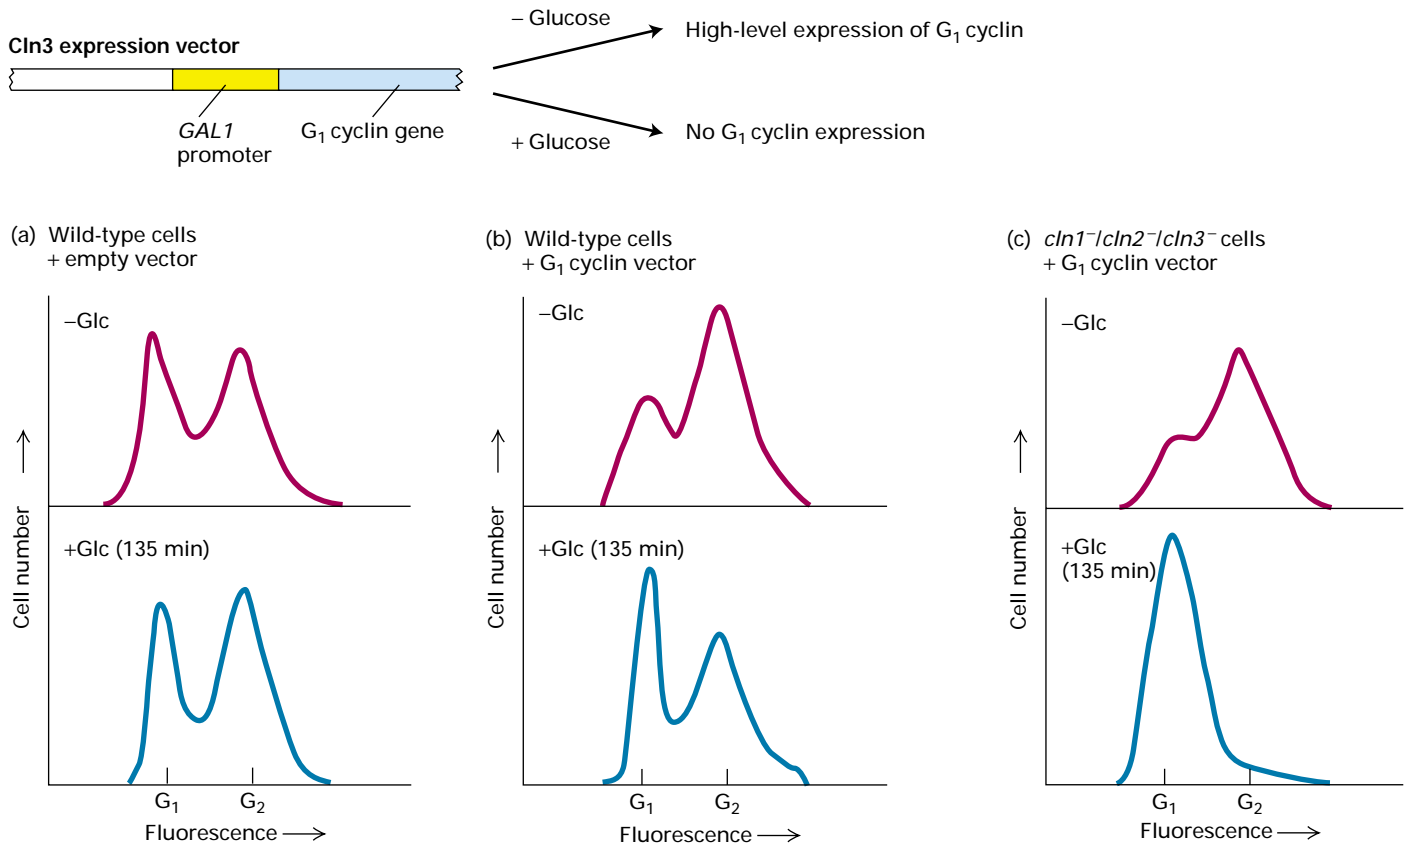 Cln3 expression vector
GAL1
promoter
G1 cyclin gene
− Glucose
High-level expression of G1 cyclin
+ Glucose
No G1 cyclin expression
(a) Wild-type cells
+ empty vector
−Glc
+Glc (135 min)
Cell number
G1
G2
Fluorescence
(b) Wild-type cells
+ G1 cyclin vector
−Glc
+Glc (135 min)
Cell number
G1
G2
Fluorescence
(c) cln1−/cln2−/cln3− cells
+ G1 cyclin vector
−Glc
+Glc
(135 min)
Cell number
G1
G2
Fluorescence